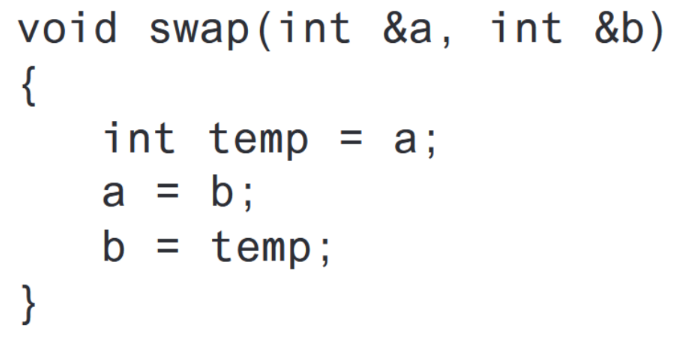 void swap(int &a, int &b)
{
    int temp = a;
    a = b;
    b = temp;
}